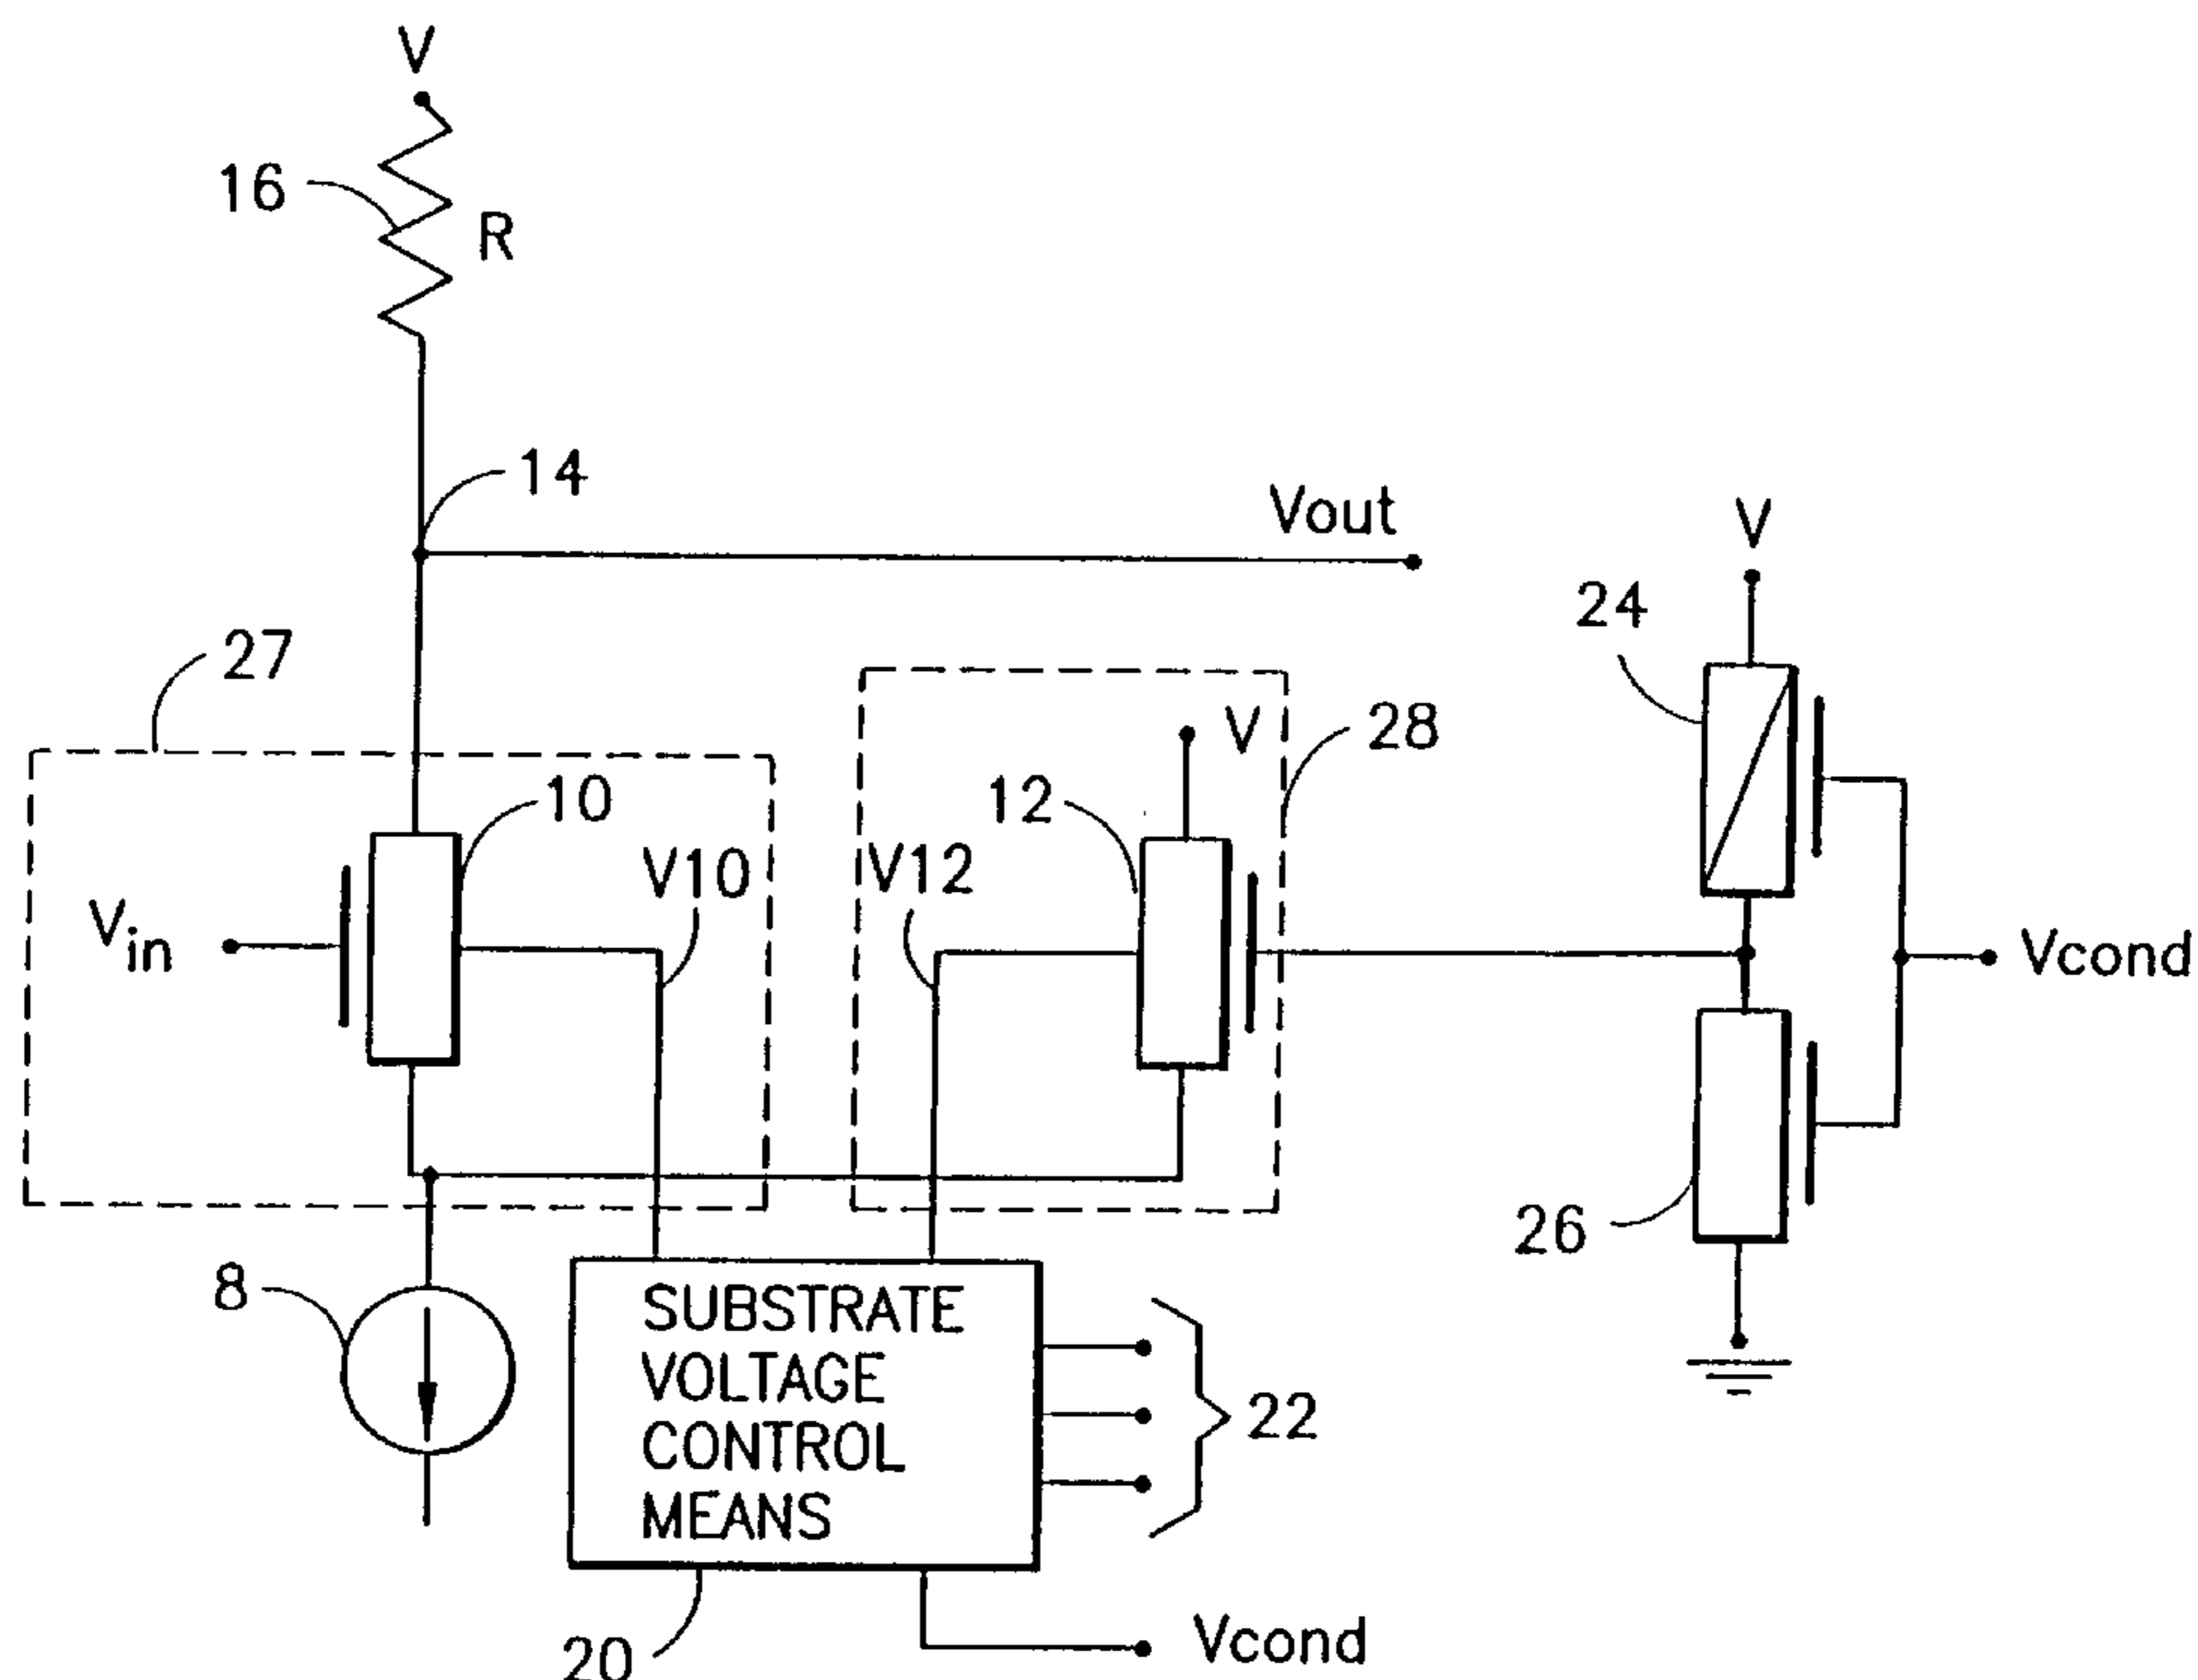 V
16
R
14
Vout
V
24
27
V
28
10
12
V10
V12
Vin
Vcond
26
8
SUBSTRATE
VOLTAGE
CONTROL
MEANS
22
20
Vcond